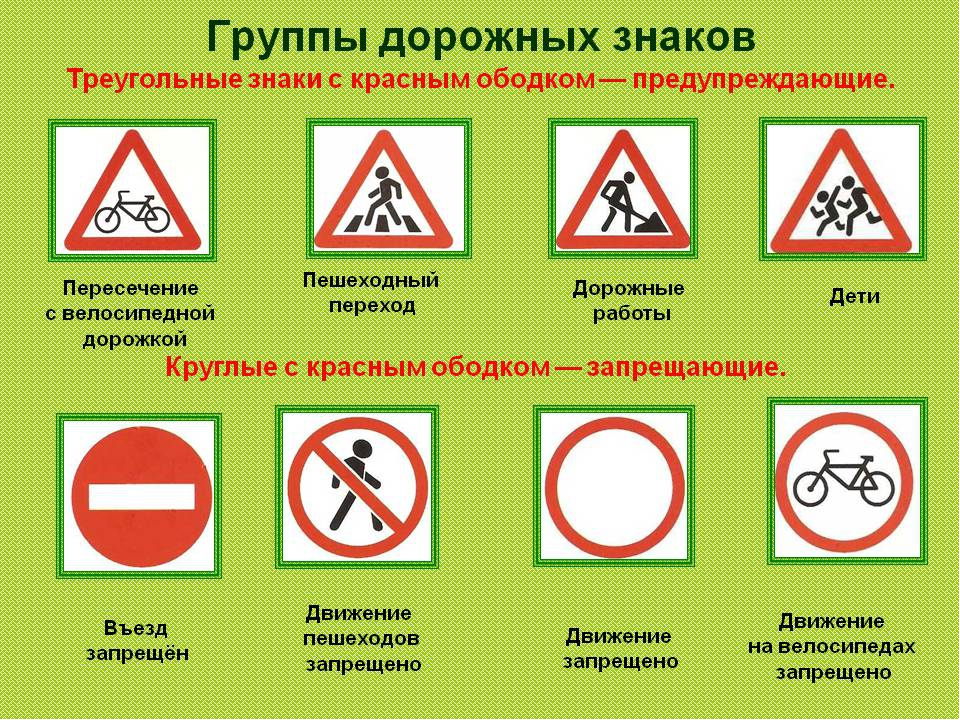 Группы дорожных знаков
Треугольные знаки с красным ободком — предупреждающие.
Пересечение
с велосипедной
дорожкой
Пешеходный
переход
Дорожные
работы
Дети
Круглые с красным ободком — запрещающие.
Въезд
запрещён
Движение
пешеходов
запрещено
Движение
запрещено
Движение
на велосипедах
запрещено